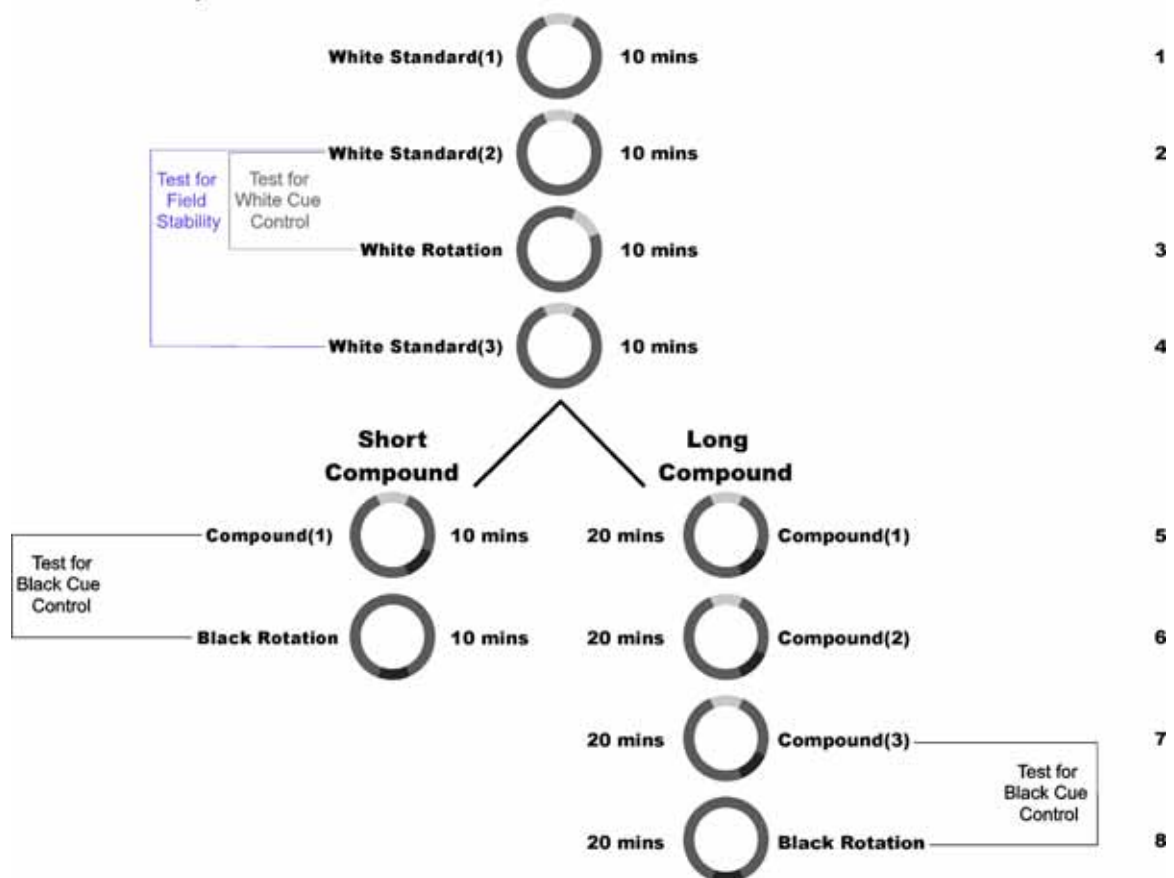 White Standard(1) 10 mins 1
White Standard(2) 10 mins 2
Test for
Field
Stability
Test for
White Cue
Control
White Rotation 10 mins 3
White Standard(3) 10 mins 4
Short
Compound
Long
Compound
Compound(1) 10 mins 20 mins Compound(1) 5
Test for
Black Cue
Control
Black Rotation 10 mins 20 mins Compound(2) 6
20 mins Compound(3) 7
Test for
Black Cue
Control
20 mins Black Rotation 8